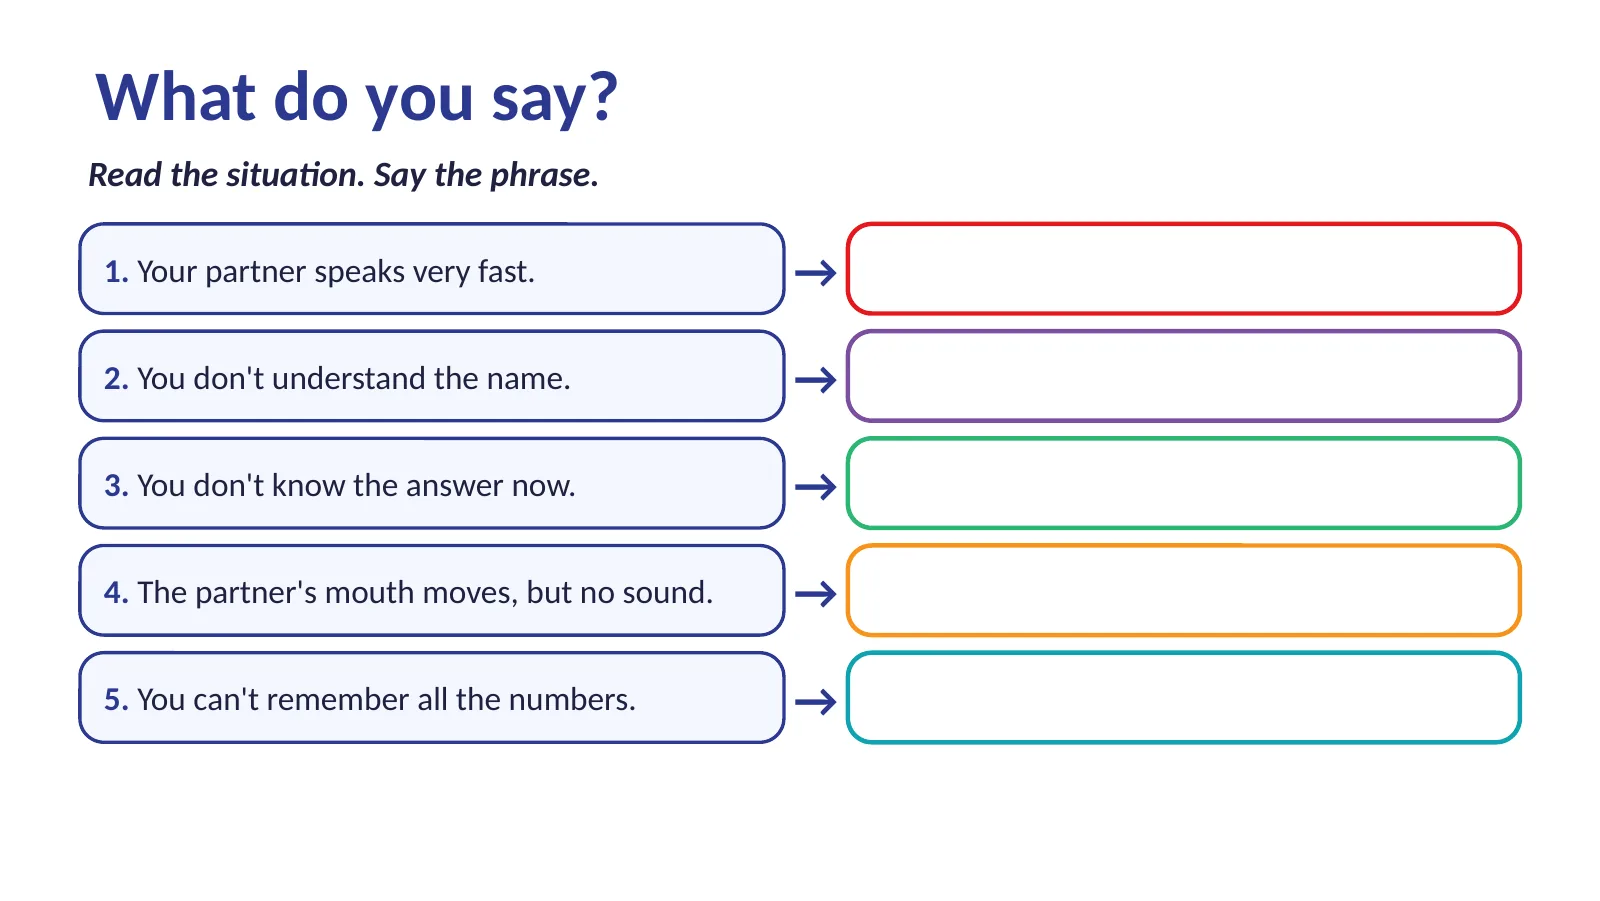 What do you say?
Read the situation. Say the phrase.
1. Your partner speaks very fast.
→
2. You don't understand the name.
→
3. You don't know the answer now.
→
4. The partner's mouth moves, but no sound.
→
5. You can't remember all the numbers.
→